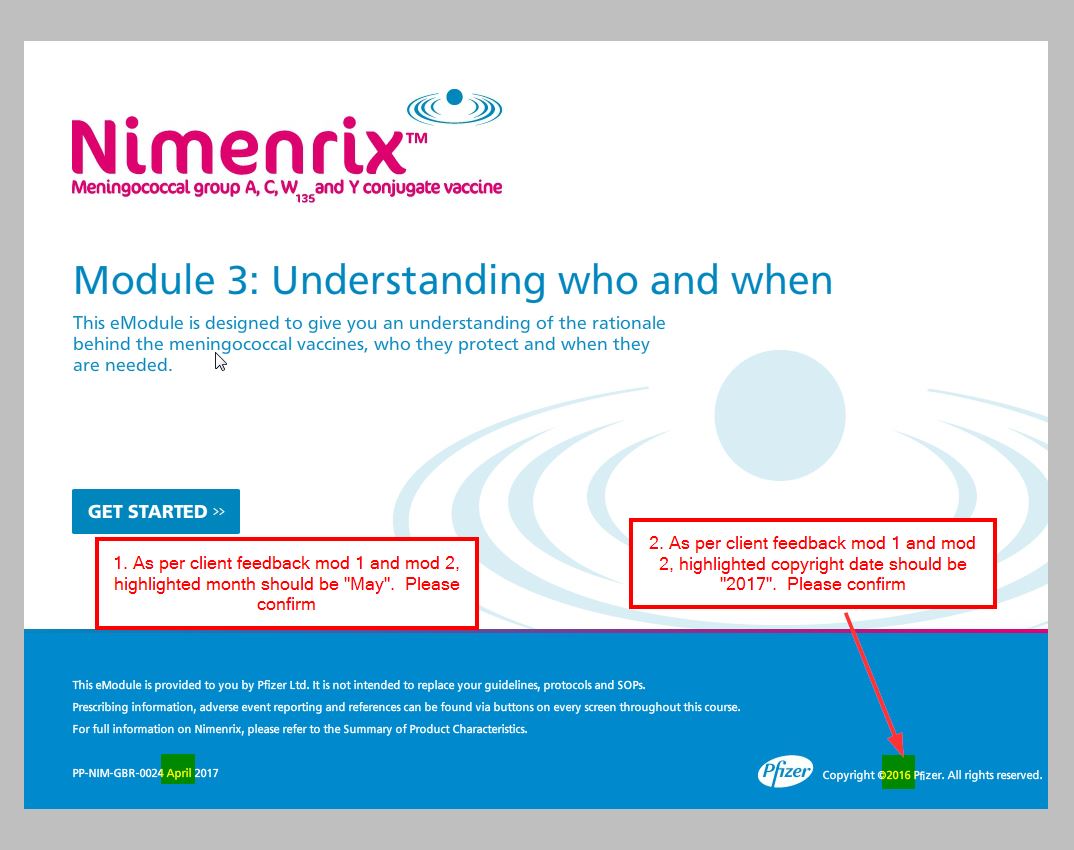 Nimenrix™
Meningococcal group A, C, W135 and Y conjugate vaccine
Module 3: Understanding who and when
This eModule is designed to give you an understanding of the rationale
behind the meningococcal vaccines, who they protect and when they
are needed.
GET STARTED >>
1. As per client feedback mod 1 and mod 2,
highlighted month should be "May".  Please
confirm
2. As per client feedback mod 1 and mod
2, highlighted copyright date should be
"2017".  Please confirm
This eModule is provided to you by Pfizer Ltd. It is not intended to replace your guidelines, protocols and SOPs.
Prescribing information, adverse event reporting and references can be found via buttons on every screen throughout this course.
For full information on Nimenrix, please refer to the Summary of Product Characteristics.
PP-NIM-GBR-0024 April 2017
Pfizer
Copyright ©2016 Pfizer. All rights reserved.